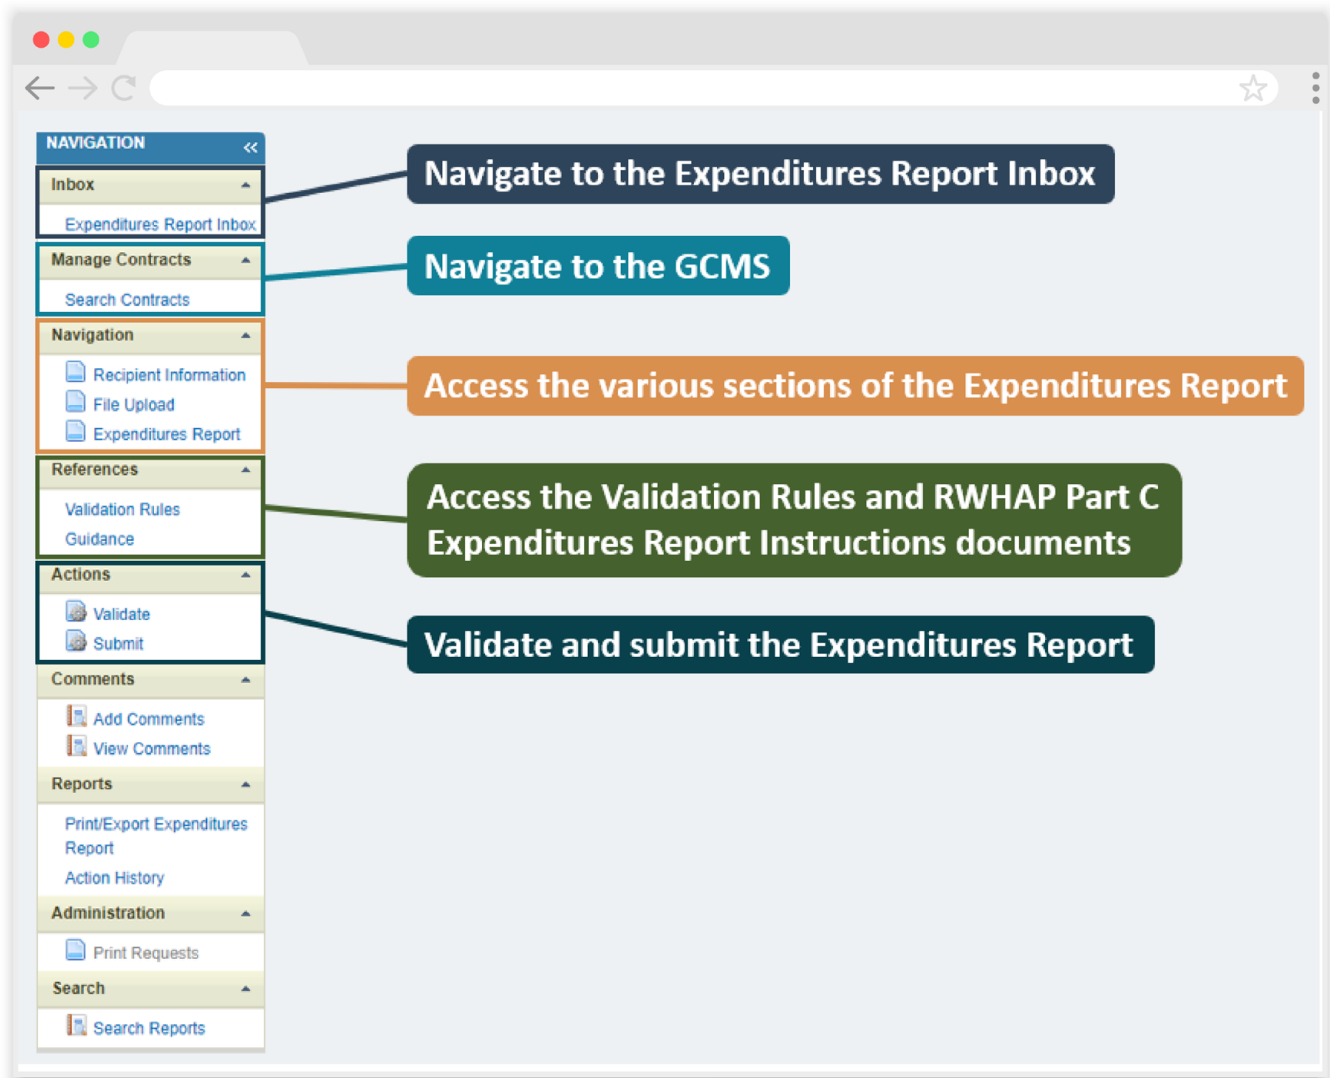 NAVIGATION
Inbox
Expenditures Report Inbox
Manage Contracts
Search Contracts
Navigation
Recipient Information
File Upload
Expenditures Report
References
Validation Rules
Guidance
Actions
Validate
Submit
Comments
Add Comments
View Comments
Reports
Print/Export Expenditures
Report
Action History
Administration
Print Requests
Search
Search Reports
Navigate to the Expenditures Report Inbox
Navigate to the GCMS
Access the various sections of the Expenditures Report
Access the Validation Rules and RWHAP Part C
Expenditures Report Instructions documents
Validate and submit the Expenditures Report